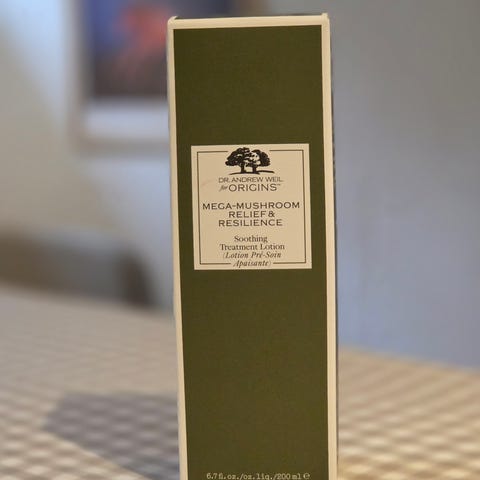 DR. ANDREW WEIL
for ORIGINS™
MEGA-MUSHROOM
RELIEF &
RESILIENCE
Soothing
Treatment Lotion
(Lotion Pré-Soin
Apaisante)
6.7 fl.oz./oz.liq./200 ml ℮